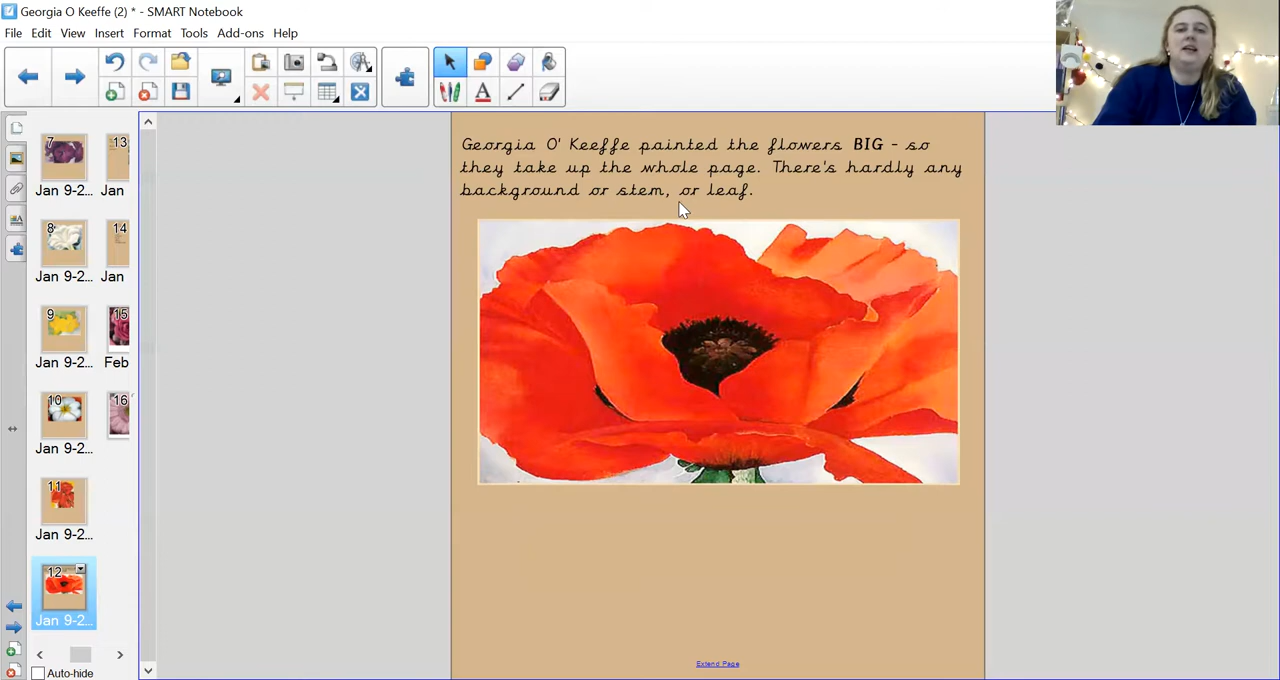 Georgia O Keeffe (2) * - SMART Notebook
File Edit View Insert Format Tools Add-ons Help
Georgia O' Keeffe painted the flowers BIG - so
they take up the whole page. There's hardly any
background or stem, or leaf.
7 13
Jan 9-2... Jan
8 14
Jan 9-2... Jan
9 15
Jan 9-2... Feb
10 16
Jan 9-2...
11
Jan 9-2...
12
Jan 9-2...
Auto-hide
Extend Page